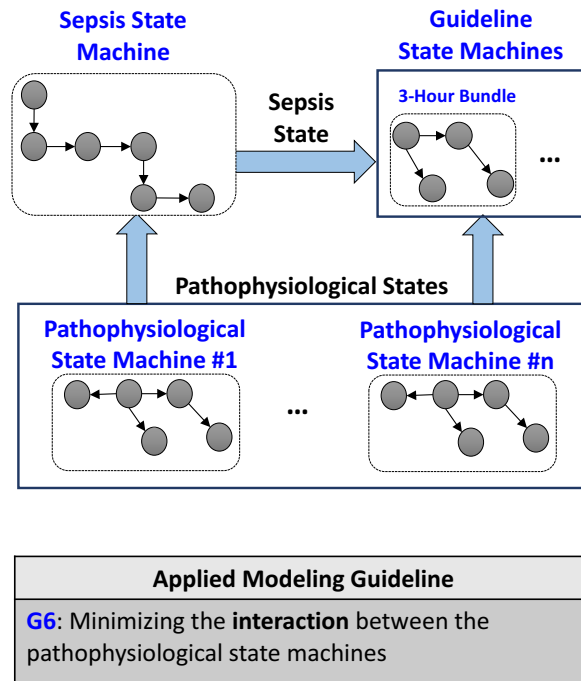 Sepsis State
Machine
Guideline
State Machines
3-Hour Bundle
Sepsis
State
...
Pathophysiological States
Pathophysiological
State Machine #1
...
Pathophysiological
State Machine #n
Applied Modeling Guideline
G6: Minimizing the interaction between the
pathophysiological state machines